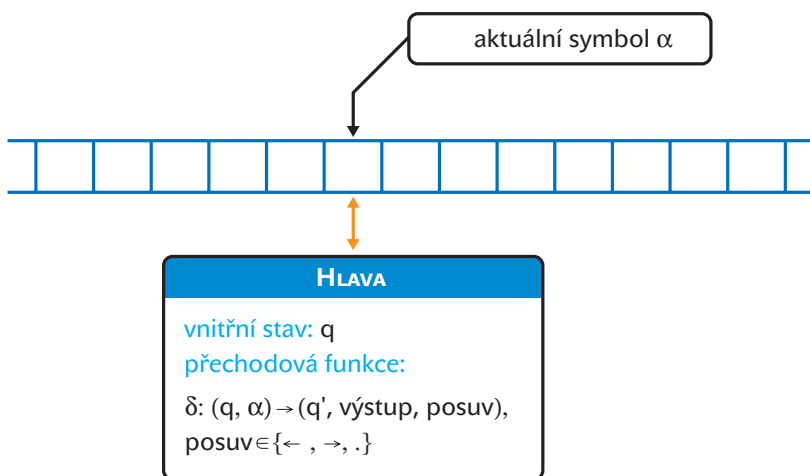 aktuální symbol α
HLAVA
vnitřní stav: q
přechodová funkce:
δ: (q, α)→(q', výstup, posuv),
posuv∈{← , →, .}